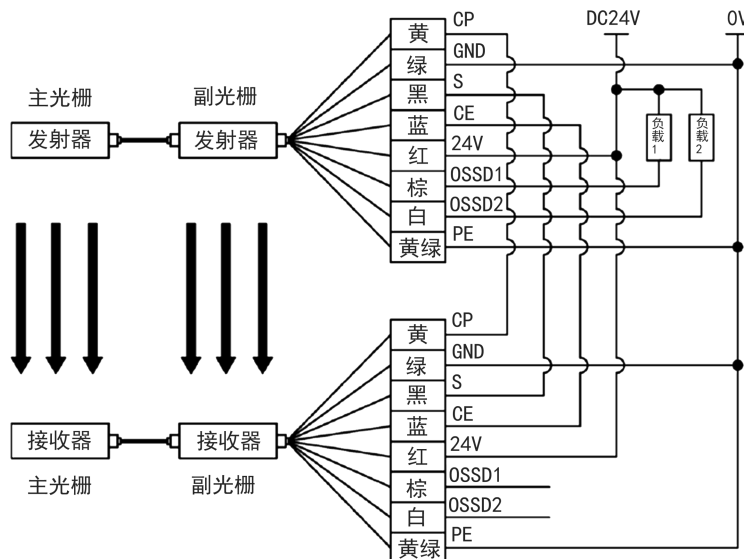 DC24V
0V
主光栅
副光栅
发射器
发射器
黄
CP
绿
GND
黑
S
蓝
CE
红
24V
棕
OSSD1
白
OSSD2
黄绿
PE
负载1
负载2
黄
CP
绿
GND
黑
S
蓝
CE
红
24V
棕
OSSD1
白
OSSD2
黄绿
PE
接收器
接收器
主光栅
副光栅